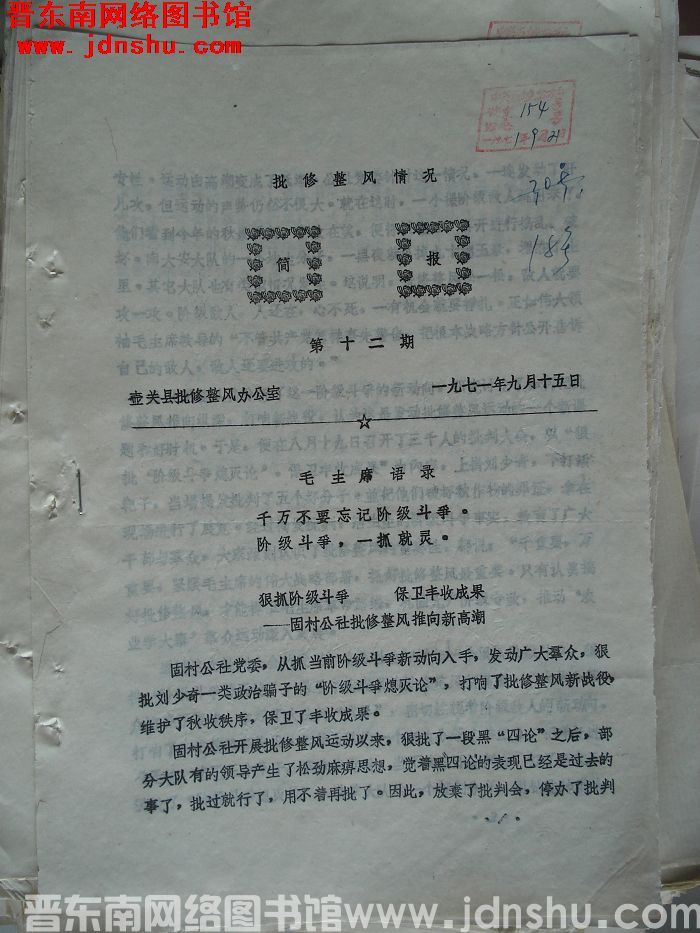 晋东南网络图书馆
www.jdnshu.com
154
批修整风情况
简报
第十二期
壶关县批修整风办公室 一九七一年九月十五日
毛主席语录
千万不要忘记阶级斗爭。
阶级斗爭，一抓就灵。
狠抓阶级斗爭 保卫丰收成果
——固村公社批修整风推向新高潮
固村公社党委，从抓当前阶级斗爭新动向入手，发动广大羣众，狠
批刘少奇一类政治骗子的“阶级斗爭熄灭论”，打响了批修整风新战役，
维护了秋收秩序，保卫了丰收成果。
固村公社开展批修整风运动以来，狠批了一段黑“四论”之后，部
分大队有的领导产生了松劲麻痹思想，觉着黑四论的表现已经是过去的
事了，批过就行了，用不着再批了。因此，放棄了批判会，停办了批判
晋东南网络图书馆www.jdnshu.com